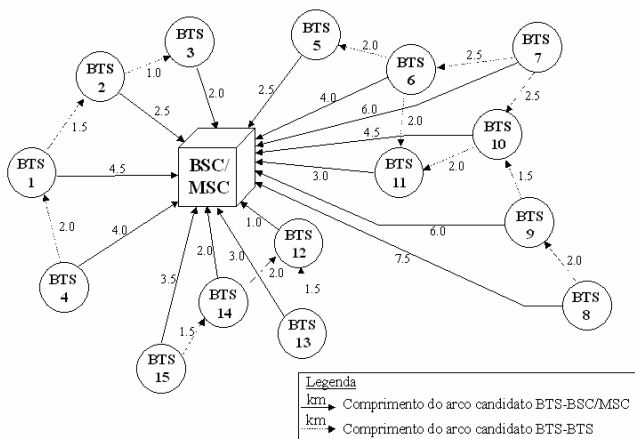 BTS
3
BTS
5
BTS
6
BTS
7
BTS
2
1.0
2.0
2.5
2.0
2.5
4.0
6.0
2.5
1.5
2.5
2.0
4.5
BTS
10
BTS
1
4.5
BSC/
MSC
3.0
BTS
11
2.0
1.5
2.0
4.0
6.0
BTS
9
1.0
BTS
12
7.5
2.0
BTS
4
3.5
2.0
3.0
2.0
1.5
BTS
8
BTS
14
BTS
13
1.5
BTS
15
Legenda
km
Comprimento do arco candidato BTS-BSC/MSC
km
Comprimento do arco candidato BTS-BTS